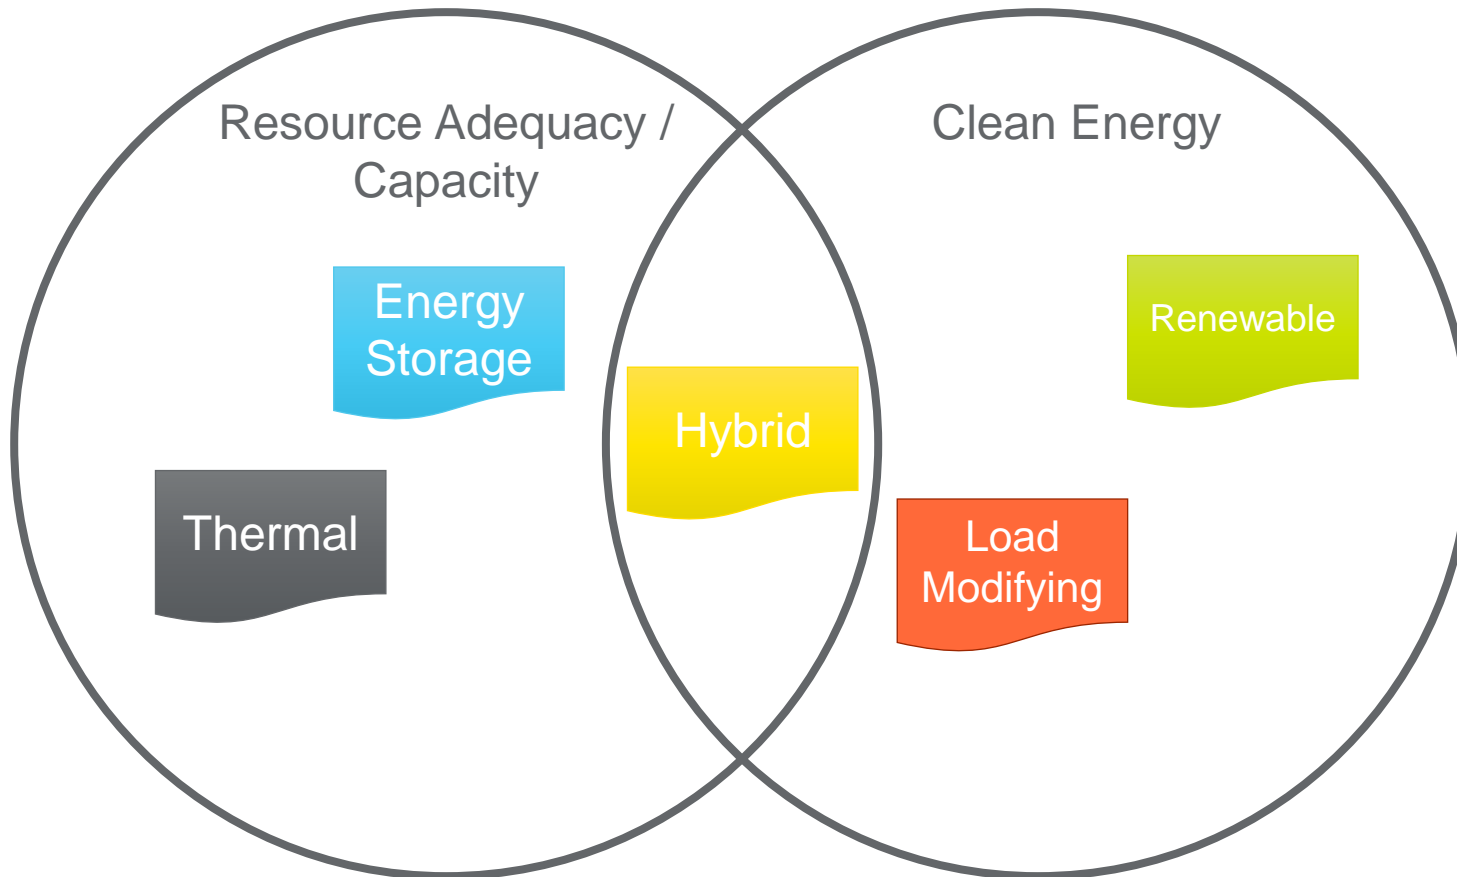 Resource Adequacy /
Capacity
Clean Energy
Energy
Storage
Renewable
Hybrid
Thermal
Load
Modifying